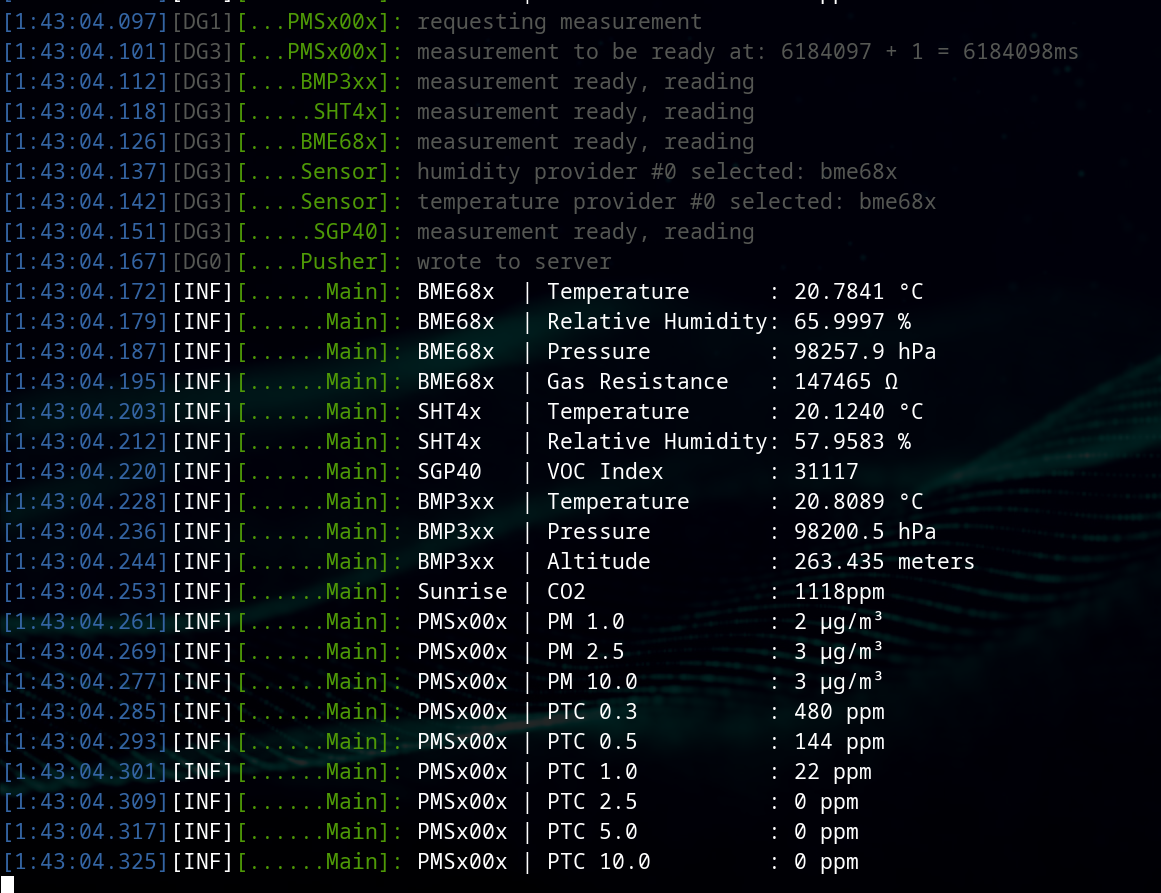 [1:43:04.097][DG1][...PMSx00x]: requesting measurement
[1:43:04.101][DG3][...PMSx00x]: measurement to be ready at: 6184097 + 1 = 6184098ms
[1:43:04.112][DG3][....BMP3xx]: measurement ready, reading
[1:43:04.118][DG3][.....SHT4x]: measurement ready, reading
[1:43:04.126][DG3][....BME68x]: measurement ready, reading
[1:43:04.137][DG3][....Sensor]: humidity provider #0 selected: bme68x
[1:43:04.142][DG3][....Sensor]: temperature provider #0 selected: bme68x
[1:43:04.151][DG3][.....SGP40]: measurement ready, reading
[1:43:04.167][DG0][....Pusher]: wrote to server
[1:43:04.172][INF][......Main]: BME68x  | Temperature      : 20.7841 °C
[1:43:04.179][INF][......Main]: BME68x  | Relative Humidity: 65.9997 %
[1:43:04.187][INF][......Main]: BME68x  | Pressure         : 98257.9 hPa
[1:43:04.195][INF][......Main]: BME68x  | Gas Resistance   : 147465 Ω
[1:43:04.203][INF][......Main]: SHT4x   | Temperature      : 20.1240 °C
[1:43:04.212][INF][......Main]: SHT4x   | Relative Humidity: 57.9583 %
[1:43:04.220][INF][......Main]: SGP40   | VOC Index        : 31117
[1:43:04.228][INF][......Main]: BMP3xx  | Temperature      : 20.8089 °C
[1:43:04.236][INF][......Main]: BMP3xx  | Pressure         : 98200.5 hPa
[1:43:04.244][INF][......Main]: BMP3xx  | Altitude         : 263.435 meters
[1:43:04.253][INF][......Main]: Sunrise | CO2              : 1118ppm
[1:43:04.261][INF][......Main]: PMSx00x | PM 1.0           : 2 µg/m³
[1:43:04.269][INF][......Main]: PMSx00x | PM 2.5           : 3 µg/m³
[1:43:04.277][INF][......Main]: PMSx00x | PM 10.0          : 3 µg/m³
[1:43:04.285][INF][......Main]: PMSx00x | PTC 0.3          : 480 ppm
[1:43:04.293][INF][......Main]: PMSx00x | PTC 0.5          : 144 ppm
[1:43:04.301][INF][......Main]: PMSx00x | PTC 1.0          : 22 ppm
[1:43:04.309][INF][......Main]: PMSx00x | PTC 2.5          : 0 ppm
[1:43:04.317][INF][......Main]: PMSx00x | PTC 5.0          : 0 ppm
[1:43:04.325][INF][......Main]: PMSx00x | PTC 10.0         : 0 ppm